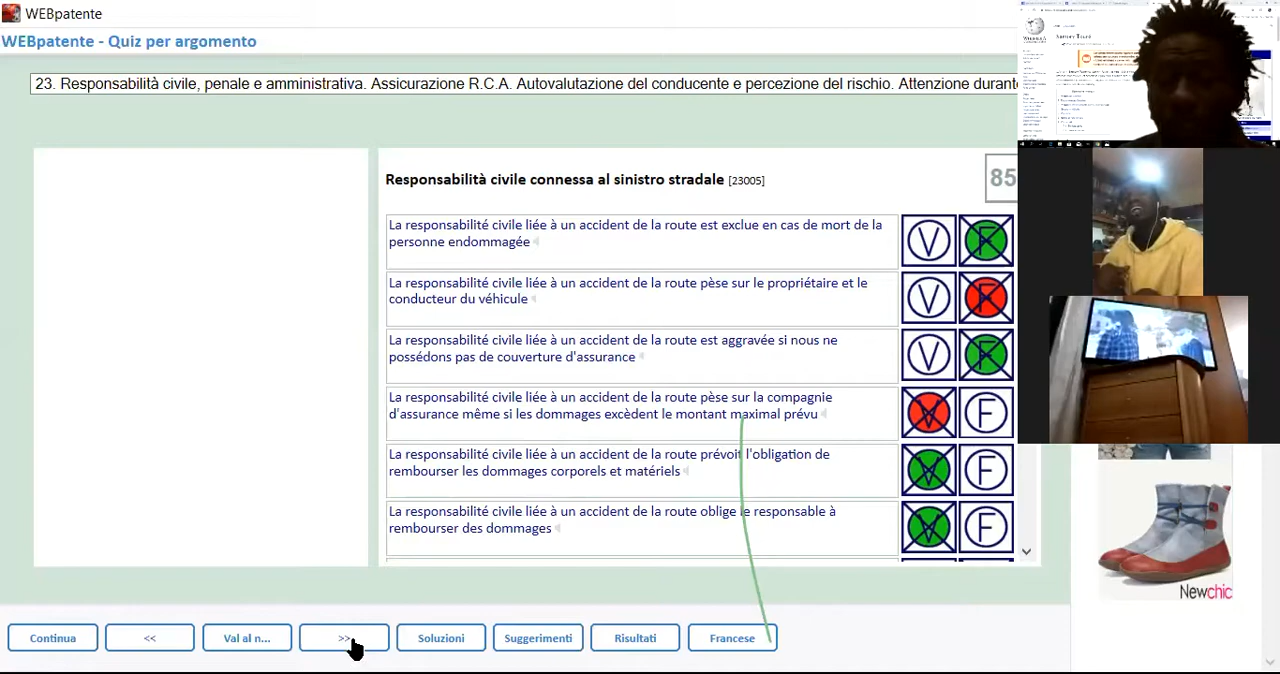 WEBpatente
WEBpatente - Quiz per argomento
23. Responsabilità civile, penale e amministrativa e forme assicurative. Autoveicolo e ambiente. Percezione del rischio. Attenzione durante
Responsabilità civile connessa al sinistro stradale [23005]
85
La responsabilité civile liée à un accident de la route est exclue en cas de mort de la
personne endommagée
V F
La responsabilité civile liée à un accident de la route pèse sur le propriétaire et le
conducteur du véhicule
V F
La responsabilité civile liée à un accident de la route est aggravée si nous ne
possédons pas de couverture d'assurance
V F
La responsabilité civile liée à un accident de la route pèse sur la compagnie
d'assurance même si les dommages excèdent le montant maximal prévu
V F
La responsabilité civile liée à un accident de la route prévoit l'obligation de
rembourser les dommages corporels et matériels
V F
La responsabilité civile liée à un accident de la route oblige le responsable à
rembourser des dommages
V F
Newchic
Continua
<<
Val al n...
>>
Soluzioni
Suggerimenti
Risultati
Francese